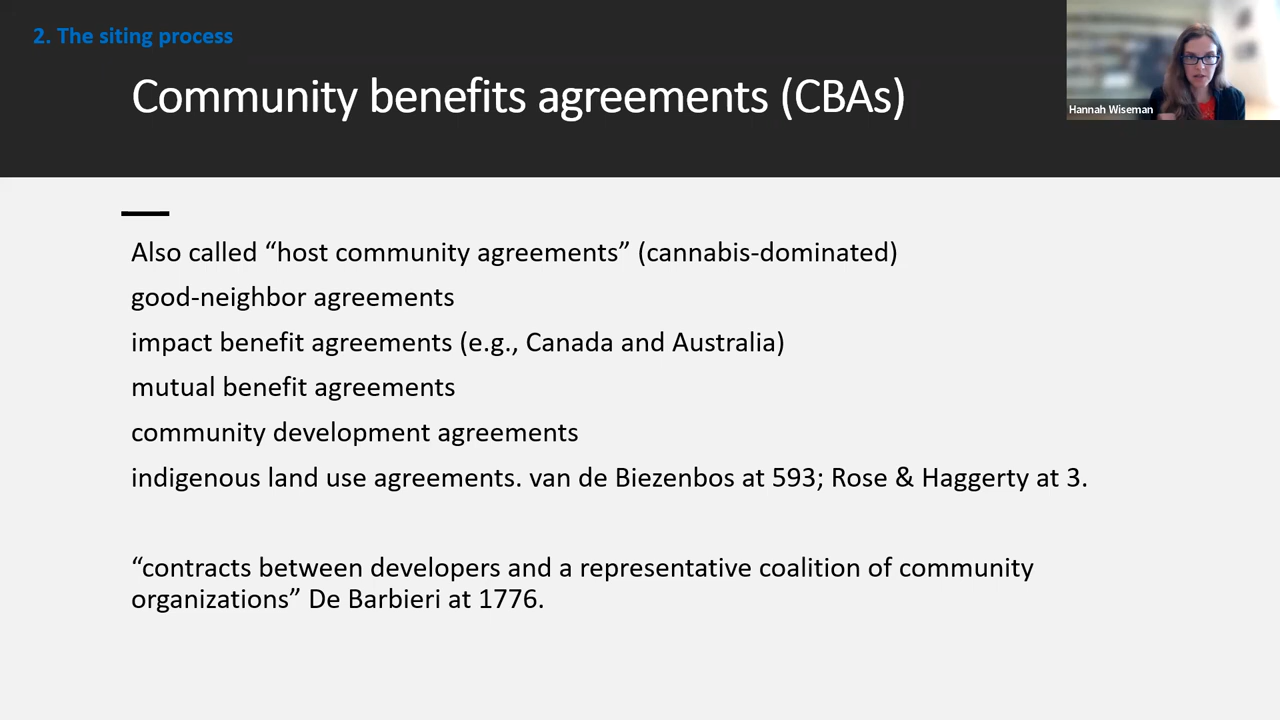 2. The siting process
Community benefits agreements (CBAs)
Hannah Wiseman
Also called “host community agreements” (cannabis-dominated)
good-neighbor agreements
impact benefit agreements (e.g., Canada and Australia)
mutual benefit agreements
community development agreements
indigenous land use agreements. van de Biezenbos at 593; Rose & Haggerty at 3.
“contracts between developers and a representative coalition of community
organizations” De Barbieri at 1776.